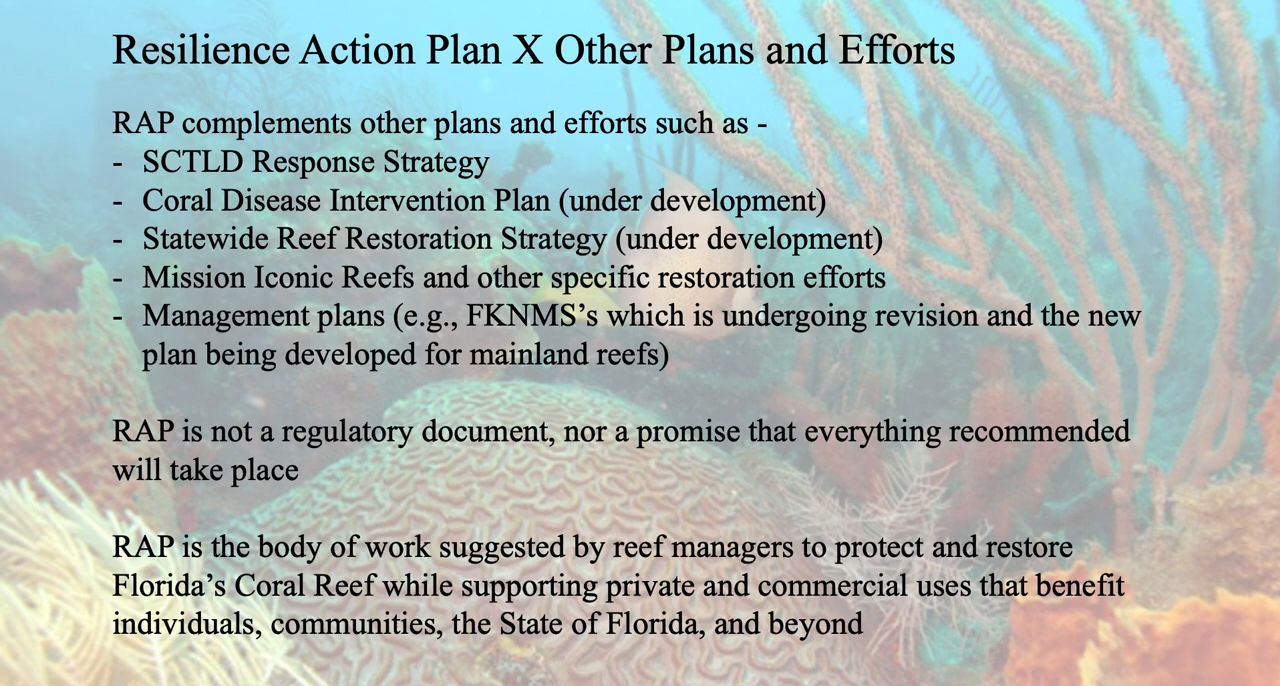 Resilience Action Plan X Other Plans and Efforts
RAP complements other plans and efforts such as -
- SCTLD Response Strategy
- Coral Disease Intervention Plan (under development)
- Statewide Reef Restoration Strategy (under development)
- Mission Iconic Reefs and other specific restoration efforts
- Management plans (e.g., FKNMS’s which is undergoing revision and the new
plan being developed for mainland reefs)
RAP is not a regulatory document, nor a promise that everything recommended
will take place
RAP is the body of work suggested by reef managers to protect and restore
Florida’s Coral Reef while supporting private and commercial uses that benefit
individuals, communities, the State of Florida, and beyond